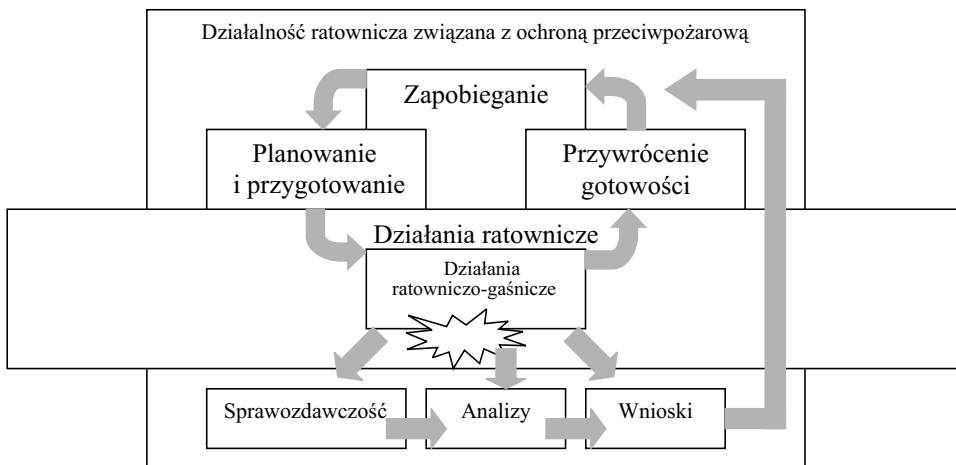 Działalność ratownicza związana z ochroną przeciwpożarową
Zapobieganie
Planowanie
i przygotowanie
Przywrócenie
gotowości
Działania ratownicze
Działania
ratowniczo-gaśnicze
Sprawozdawczość
Analizy
Wnioski